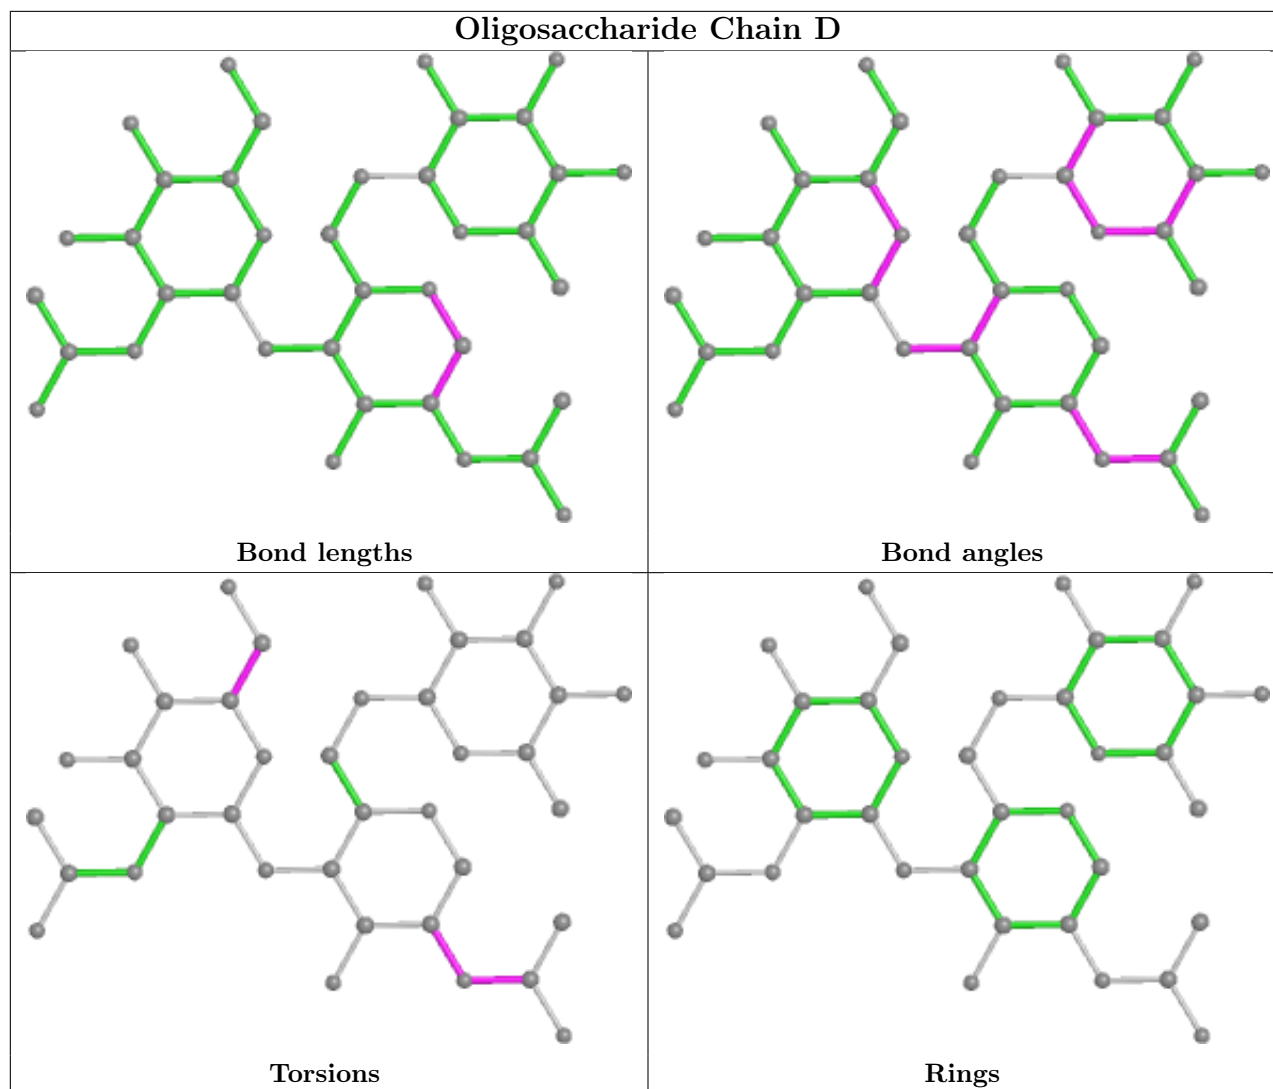 Oligosaccharide Chain D
Bond lengths
Bond angles
Torsions
Rings